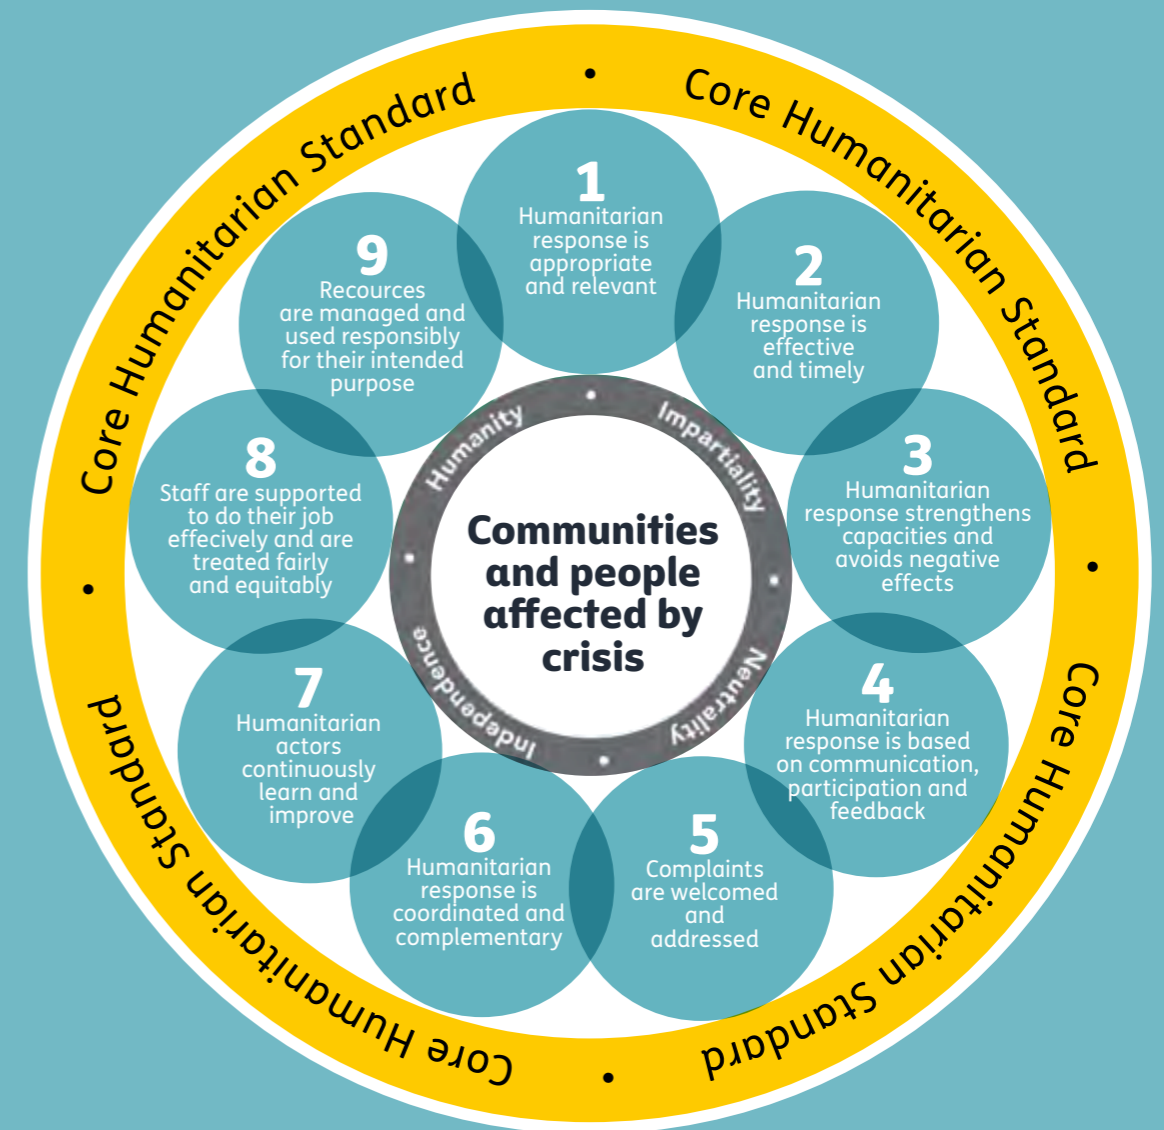 Core Humanitarian Standard
Core Humanitarian Standard
Core Humanitarian Standard
Core Humanitarian Standard
1
Humanitarian
response is
appropriate
and relevant
2
Humanitarian
response is
effective
and timely
3
Humanitarian
response strengthens
capacities and
avoids negative
effects
4
Humanitarian
response is based
on communication,
participation and
feedback
5
Complaints
are welcomed
and
addressed
6
Humanitarian
response is
coordinated and
complementary
7
Humanitarian
actors
continuously
learn and
improve
8
Staff are supported
to do their job
effecively and are
treated fairly
and equitably
9
Recources
are managed and
used responsibly
for their intended
purpose
Humanity
Impartiality
Neutrality
Independence
Communities
and people
affected by
crisis